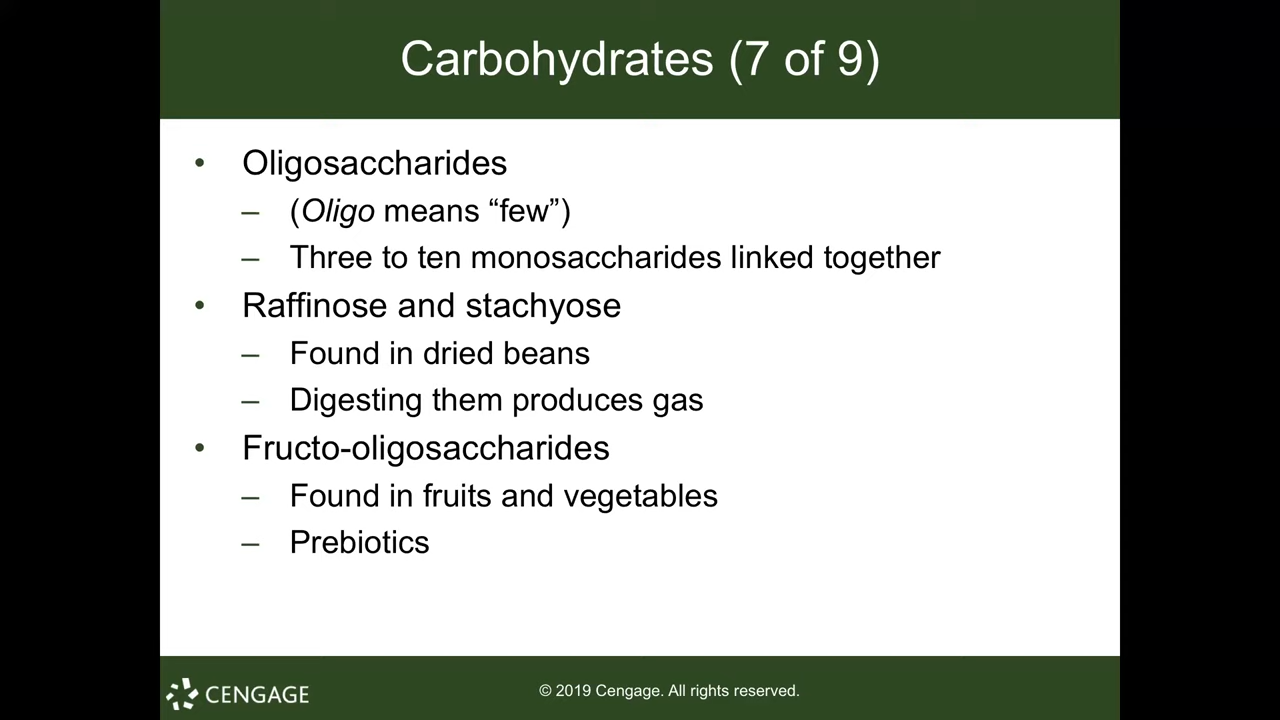 Carbohydrates (7 of 9)
• Oligosaccharides
– (Oligo means “few”)
– Three to ten monosaccharides linked together
• Raffinose and stachyose
– Found in dried beans
– Digesting them produces gas
• Fructo-oligosaccharides
– Found in fruits and vegetables
– Prebiotics
CENGAGE
© 2019 Cengage. All rights reserved.